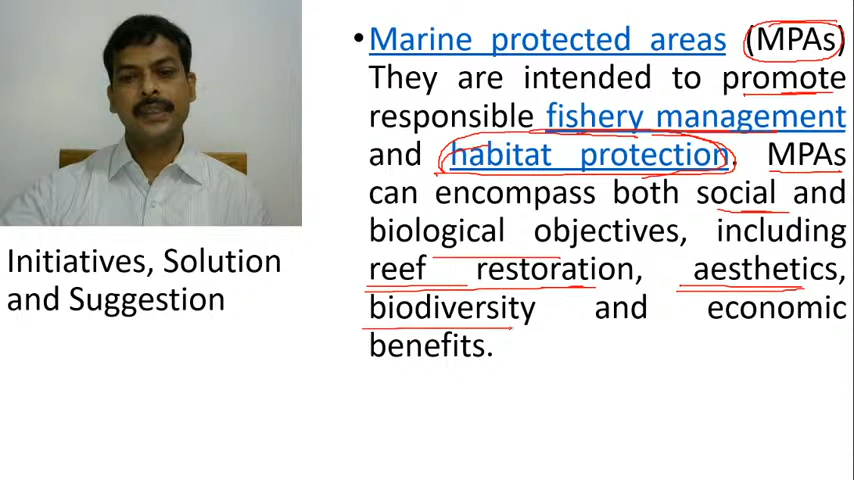 • Marine protected areas (MPAs)
They are intended to promote
responsible fishery management
and habitat protection. MPAs
can encompass both social and
biological objectives, including
reef restoration, aesthetics,
biodiversity and economic
benefits.
Initiatives, Solution
and Suggestion